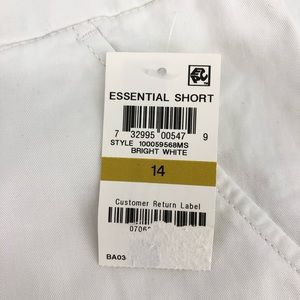 ESSENTIAL SHORT
7 32995 00547 9
STYLE 100059568MS
BRIGHT WHITE
14
Customer Return Label
BA03